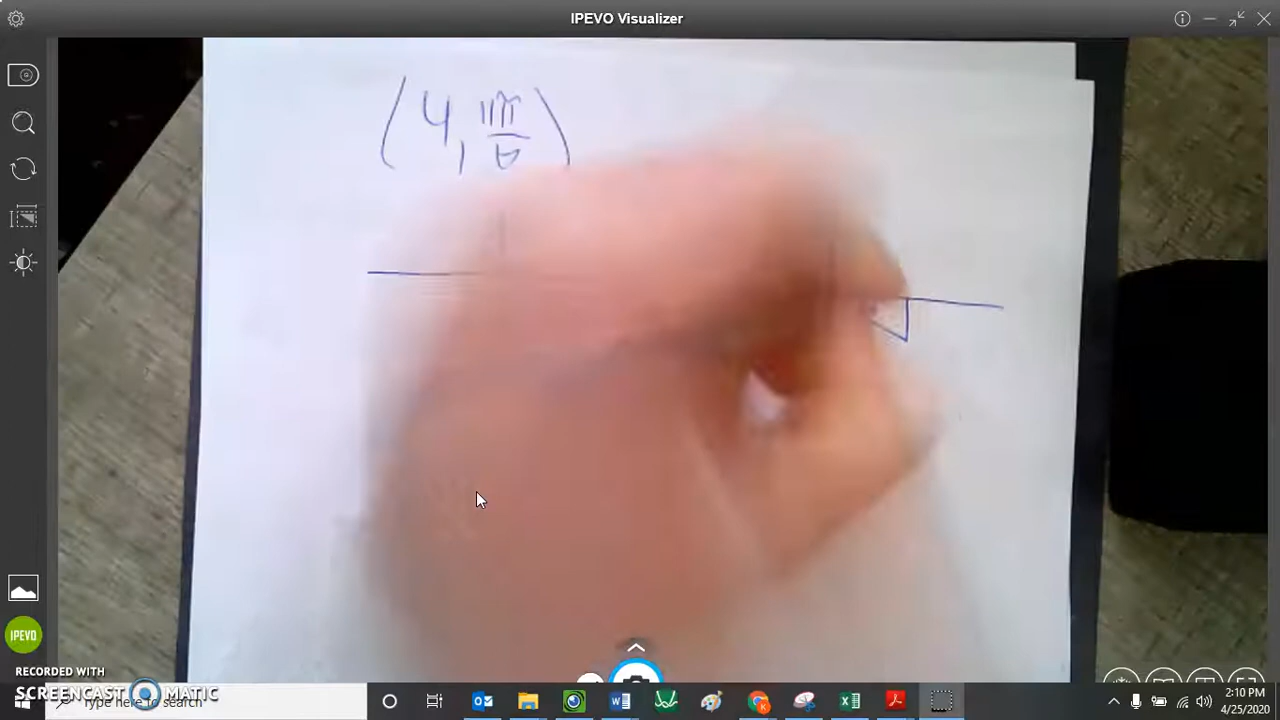 IPEVO Visualizer
(4, 11π/6)
IPEVO
RECORDED WITH
SCREENCAST MATIC
Type here to search
2:10 PM
4/25/2020